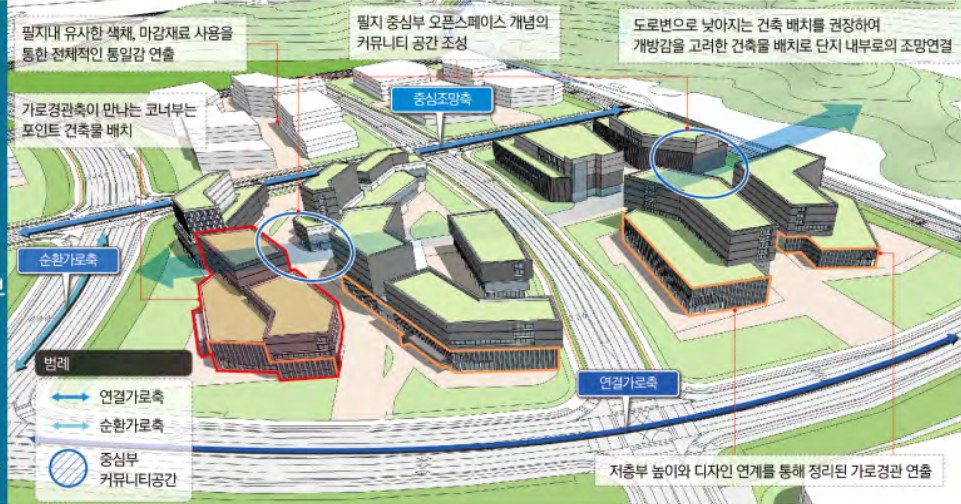 필지내 유사한 색채, 마감재료 사용을
통한 전체적인 통일감 연출
필지 중심부 오픈스페이스 개념의
커뮤니티 공간 조성
도로변으로 낮아지는 건축 배치를 권장하여
개방감을 고려한 건축물 배치로 단지 내부로의 조망연결
가로경관축이 만나는 코너부는
포인트 건축물 배치
중심조망축
순환가로축
범례
연결가로축
순환가로축
중심부
커뮤니티공간
연결가로축
저층부 높이와 디자인 연계를 통해 정리된 가로경관 연출